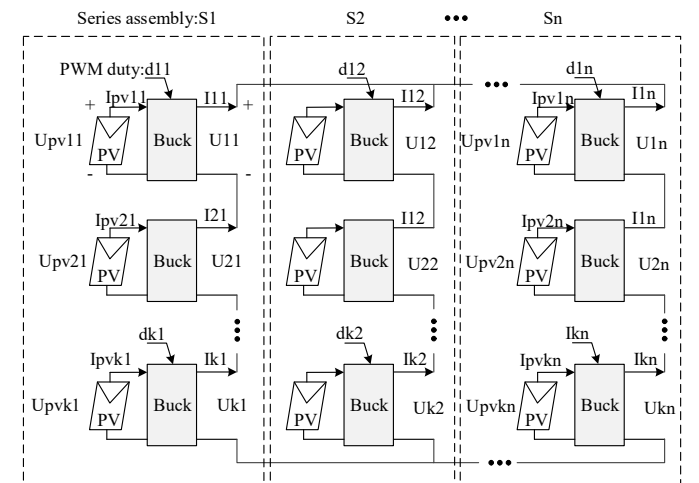 Series assembly:S1
S2
•••
Sn
PWM duty:d11
d12
d1n
Ipv11
I11
I12
Ipv1n
I1n
+
+
Upv11
PV
Buck
U11
PV
Buck
U12
Upv1n
PV
Buck
U1n
-
-
Ipv21
I21
I12
Ipv2n
I1n
Upv21
PV
Buck
U21
PV
Buck
U22
Upv2n
PV
Buck
U2n
dk1
dk2
Ikn
Ipvk1
Ik1
Ik2
Ipvkn
Ikn
Upvk1
PV
Buck
Uk1
PV
Buck
Uk2
Upvkn
PV
Buck
Ukn